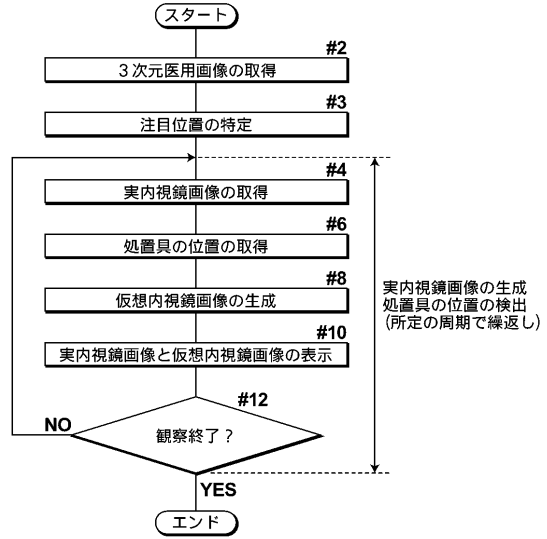 スタート
#2
3次元医用画像の取得
#3
注目位置の特定
#4
実内視鏡画像の取得
#6
処置具の位置の取得
#8
仮想内視鏡画像の生成
#10
実内視鏡画像と仮想内視鏡画像の表示
#12
観察終了？
NO
YES
エンド
実内視鏡画像の生成
処置具の位置の検出
(所定の周期で繰返し)